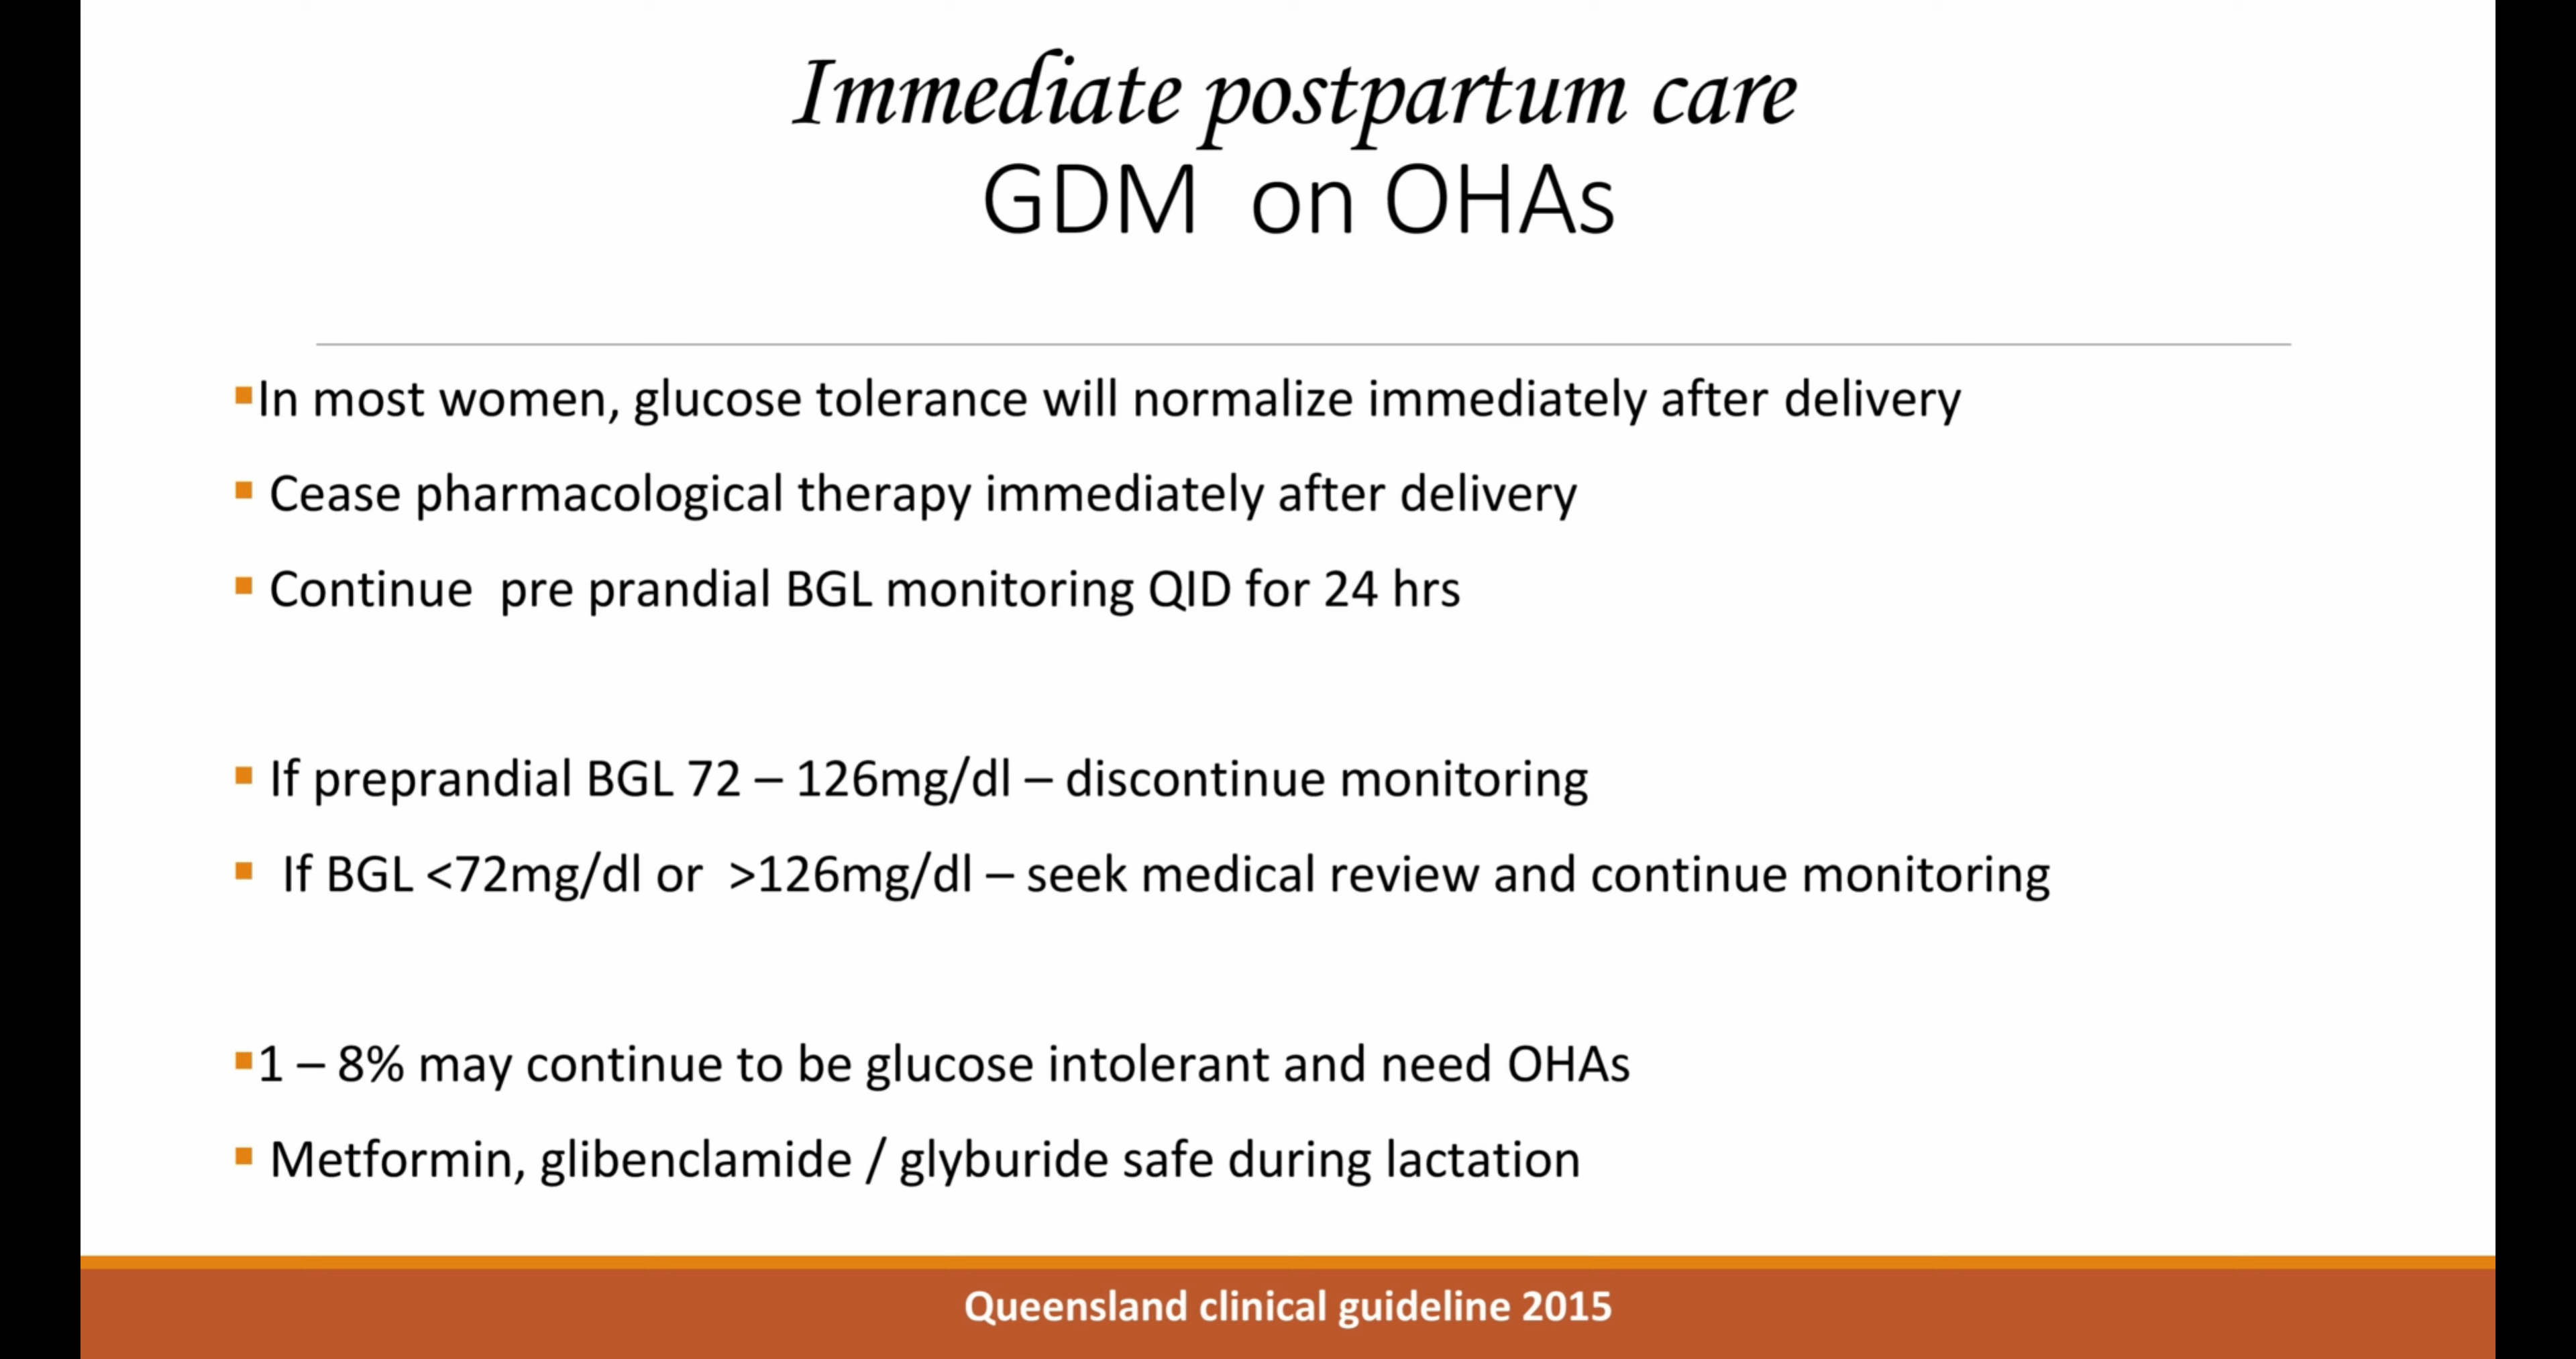 Immediate postpartum care
GDM on OHAs
▪In most women, glucose tolerance will normalize immediately after delivery
▪ Cease pharmacological therapy immediately after delivery
▪ Continue pre prandial BGL monitoring QID for 24 hrs
▪ If preprandial BGL 72 – 126mg/dl – discontinue monitoring
▪ If BGL <72mg/dl or >126mg/dl – seek medical review and continue monitoring
▪1 – 8% may continue to be glucose intolerant and need OHAs
▪ Metformin, glibenclamide / glyburide safe during lactation
Queensland clinical guideline 2015